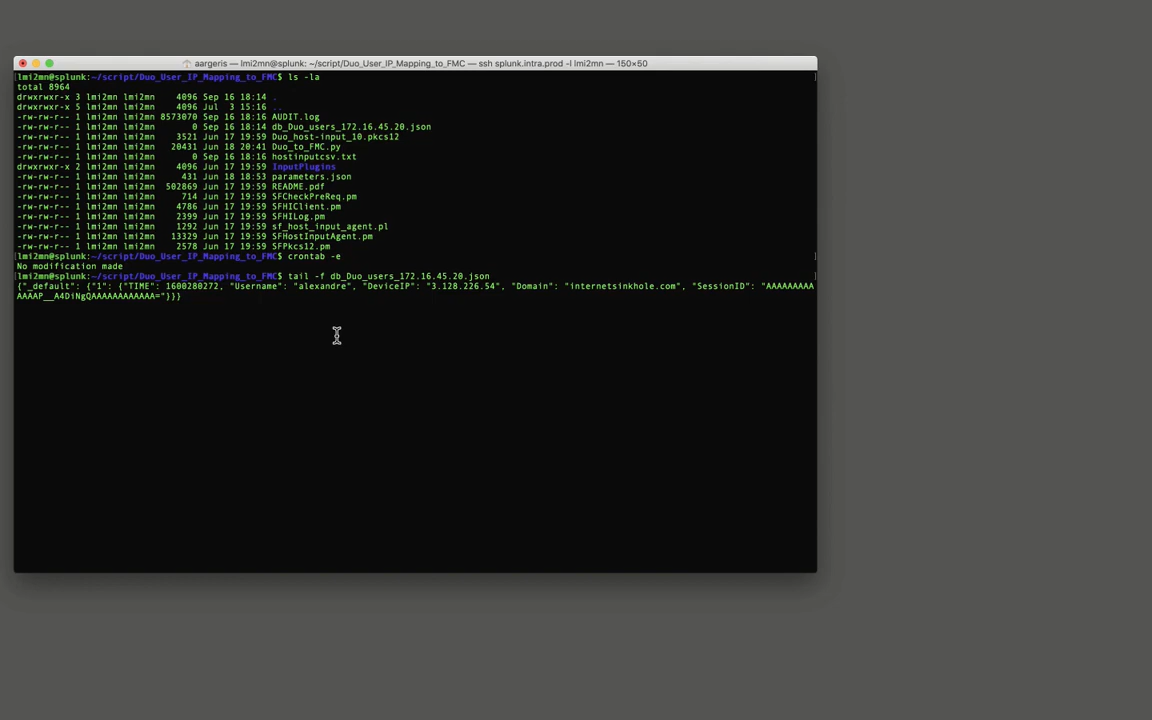 aargeris — lmi2mn@splunk: ~/script/Duo_User_IP_Mapping_to_FMC — ssh splunk.intra.prod -l lmi2mn — 150×50
[lmi2mn@splunk:~/script/Duo_User_IP_Mapping_to_FMC$ ls -la ]
total 8964
drwxrwxr-x 3 lmi2mn lmi2mn    4096 Sep 16 18:14 .
drwxrwxr-x 5 lmi2mn lmi2mn    4096 Jul  3 15:16 ..
-rw-rw-r-- 1 lmi2mn lmi2mn 8573070 Sep 16 18:16 AUDIT.log
-rw-rw-r-- 1 lmi2mn lmi2mn       0 Sep 16 18:14 db_Duo_users_172.16.45.20.json
-rw-rw-r-- 1 lmi2mn lmi2mn    3521 Jun 17 19:59 Duo_host-input_10.pkcs12
-rw-rw-r-- 1 lmi2mn lmi2mn   20431 Jun 18 20:41 Duo_to_FMC.py
-rw-rw-r-- 1 lmi2mn lmi2mn       0 Sep 16 18:16 hostinputcsv.txt
drwxrwxr-x 2 lmi2mn lmi2mn    4096 Jun 17 19:59 InputPlugins
-rw-rw-r-- 1 lmi2mn lmi2mn     431 Jun 18 18:53 parameters.json
-rw-rw-r-- 1 lmi2mn lmi2mn  502869 Jun 17 19:59 README.pdf
-rw-rw-r-- 1 lmi2mn lmi2mn     714 Jun 17 19:59 SFCheckPreReq.pm
-rw-rw-r-- 1 lmi2mn lmi2mn    4786 Jun 17 19:59 SFHIClient.pm
-rw-rw-r-- 1 lmi2mn lmi2mn    2399 Jun 17 19:59 SFHILog.pm
-rw-rw-r-- 1 lmi2mn lmi2mn    1292 Jun 17 19:59 sf_host_input_agent.pl
-rw-rw-r-- 1 lmi2mn lmi2mn   13329 Jun 17 19:59 SFHostInputAgent.pm
-rw-rw-r-- 1 lmi2mn lmi2mn    2578 Jun 17 19:59 SFPkcs12.pm
[lmi2mn@splunk:~/script/Duo_User_IP_Mapping_to_FMC$ crontab -e ]
No modification made
[lmi2mn@splunk:~/script/Duo_User_IP_Mapping_to_FMC$ tail -f db_Duo_users_172.16.45.20.json ]
{"_default": {"1": {"TIME": 1600280272, "Username": "alexandre", "DeviceIP": "3.128.226.54", "Domain": "internetsinkhole.com", "SessionID": "AAAAAAAAA
AAAAP__A4DiNgQAAAAAAAAAAAA="}}}